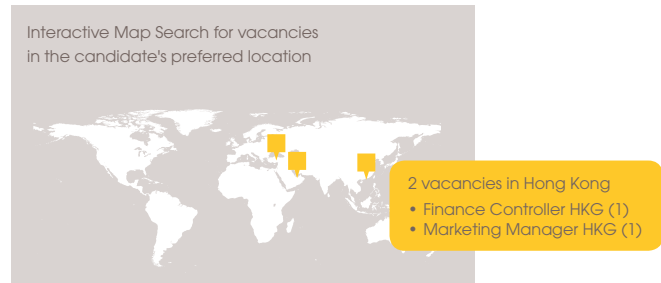 Interactive Map Search for vacancies
in the candidate's preferred location
2 vacancies in Hong Kong
• Finance Controller HKG (1)
• Marketing Manager HKG (1)